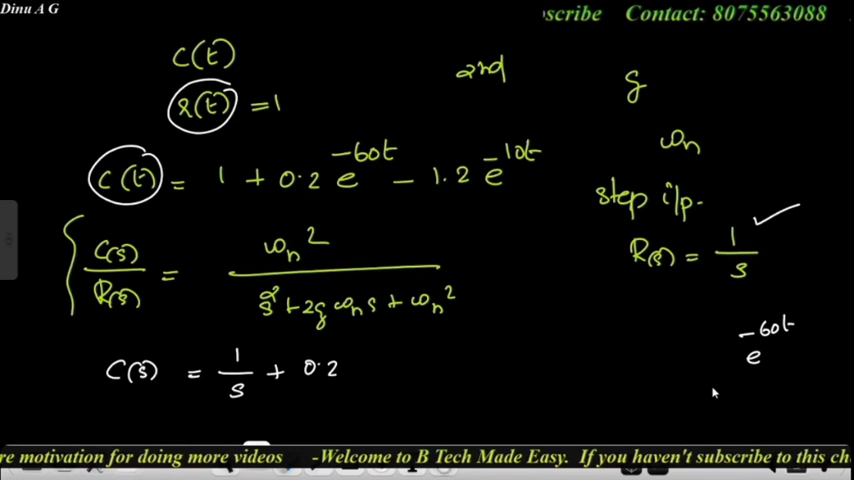 Dinu A G
scribe Contact: 8075563088
C(t)
r(t) = 1
2nd
ξ
ωn
C(t) = 1 + 0.2 e^-60t - 1.2 e^-10t
step i/p.
R(s) = 1/s
C(s)/R(s) = ωn^2 / s^2 + 2ξωns + ωn^2
C(s) = 1/s + 0.2
e^-60t
re motivation for doing more videos -Welcome to B Tech Made Easy. If you haven't subscribe to this ch